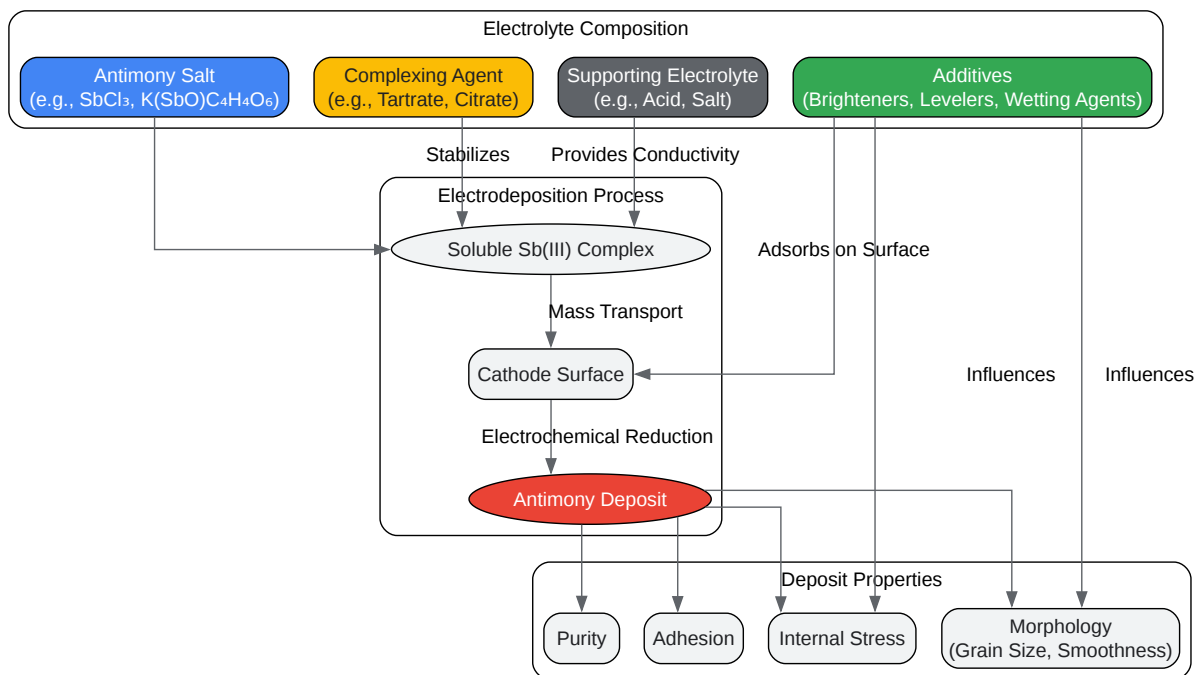 Electrolyte Composition
Antimony Salt
(e.g., SbCl₃, K(SbO)C₄H₄O₆)
Complexing Agent
(e.g., Tartrate, Citrate)
Supporting Electrolyte
(e.g., Acid, Salt)
Additives
(Brighteners, Levelers, Wetting Agents)
Stabilizes
Provides Conductivity
Electrodeposition Process
Soluble Sb(III) Complex
Adsorbs on Surface
Mass Transport
Cathode Surface
Influences
Influences
Electrochemical Reduction
Antimony Deposit
Deposit Properties
Purity
Adhesion
Internal Stress
Morphology
(Grain Size, Smoothness)